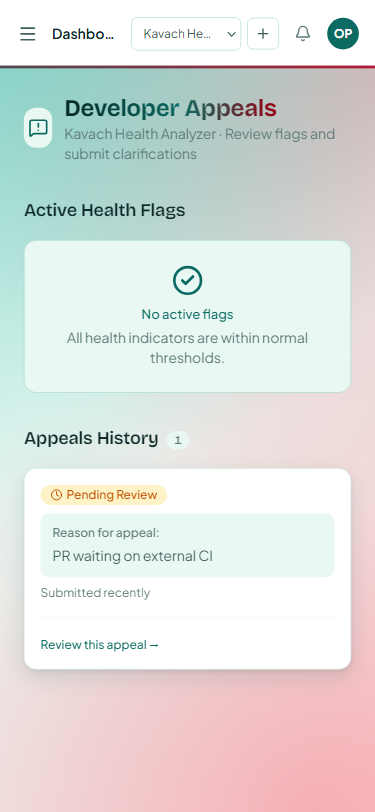 Dashbo...
Kavach He...
OP
Developer Appeals
Kavach Health Analyzer · Review flags and
submit clarifications
Active Health Flags
No active flags
All health indicators are within normal
thresholds.
Appeals History 1
Pending Review
Reason for appeal:
PR waiting on external CI
Submitted recently
Review this appeal →